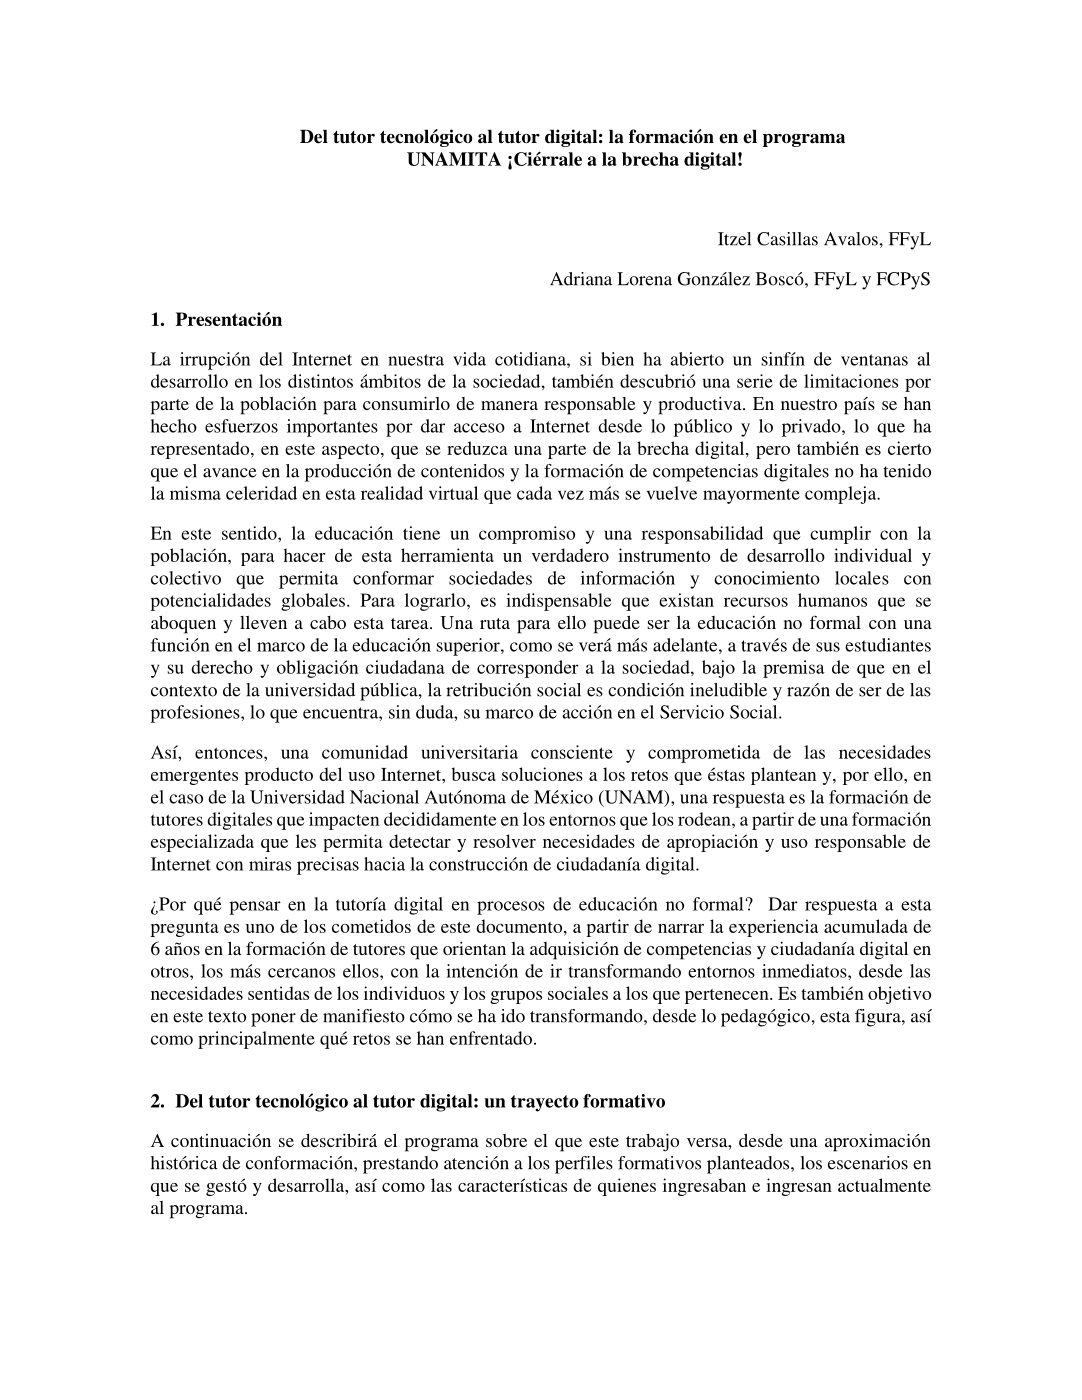 Del tutor tecnológico al tutor digital: la formación en el programa
UNAMITA ¡Ciérrale a la brecha digital!
Itzel Casillas Avalos, FFyL
Adriana Lorena González Boscó, FFyL y FCPyS
1. Presentación
La irrupción del Internet en nuestra vida cotidiana, si bien ha abierto un sinfín de ventanas al
desarrollo en los distintos ámbitos de la sociedad, también descubrió una serie de limitaciones por
parte de la población para consumirlo de manera responsable y productiva. En nuestro país se han
hecho esfuerzos importantes por dar acceso a Internet desde lo público y lo privado, lo que ha
representado, en este aspecto, que se reduzca una parte de la brecha digital, pero también es cierto
que el avance en la producción de contenidos y la formación de competencias digitales no ha tenido
la misma celeridad en esta realidad virtual que cada vez más se vuelve mayormente compleja.
En este sentido, la educación tiene un compromiso y una responsabilidad que cumplir con la
población, para hacer de esta herramienta un verdadero instrumento de desarrollo individual y
colectivo que permita conformar sociedades de información y conocimiento locales con
potencialidades globales. Para lograrlo, es indispensable que existan recursos humanos que se
aboquen y lleven a cabo esta tarea. Una ruta para ello puede ser la educación no formal con una
función en el marco de la educación superior, como se verá más adelante, a través de sus estudiantes
y su derecho y obligación ciudadana de corresponder a la sociedad, bajo la premisa de que en el
contexto de la universidad pública, la retribución social es condición ineludible y razón de ser de las
profesiones, lo que encuentra, sin duda, su marco de acción en el Servicio Social.
Así, entonces, una comunidad universitaria consciente y comprometida de las necesidades
emergentes producto del uso Internet, busca soluciones a los retos que éstas plantean y, por ello, en
el caso de la Universidad Nacional Autónoma de México (UNAM), una respuesta es la formación de
tutores digitales que impacten decididamente en los entornos que los rodean, a partir de una formación
especializada que les permita detectar y resolver necesidades de apropiación y uso responsable de
Internet con miras precisas hacia la construcción de ciudadanía digital.
¿Por qué pensar en la tutoría digital en procesos de educación no formal? Dar respuesta a esta
pregunta es uno de los cometidos de este documento, a partir de narrar la experiencia acumulada de
6 años en la formación de tutores que orientan la adquisición de competencias y ciudadanía digital en
otros, los más cercanos ellos, con la intención de ir transformando entornos inmediatos, desde las
necesidades sentidas de los individuos y los grupos sociales a los que pertenecen. Es también objetivo
en este texto poner de manifiesto cómo se ha ido transformando, desde lo pedagógico, esta figura, así
como principalmente qué retos se han enfrentado.
2. Del tutor tecnológico al tutor digital: un trayecto formativo
A continuación se describirá el programa sobre el que este trabajo versa, desde una aproximación
histórica de conformación, prestando atención a los perfiles formativos planteados, los escenarios en
que se gestó y desarrolla, así como las características de quienes ingresaban e ingresan actualmente
al programa.